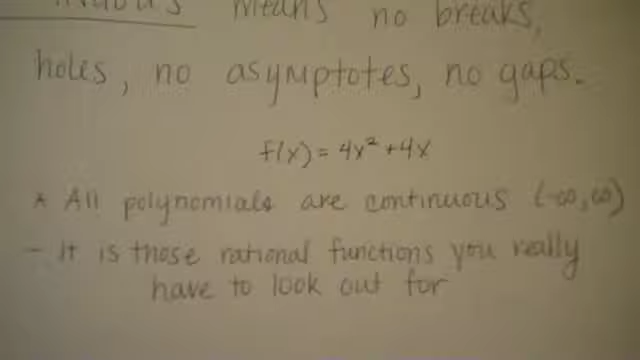 means no breaks,
holes, no asymptotes, no gaps.
f(x) = 4x² + 4x
* All polynomials are continuous (-∞, ∞)
- It is those rational functions you really
have to look out for